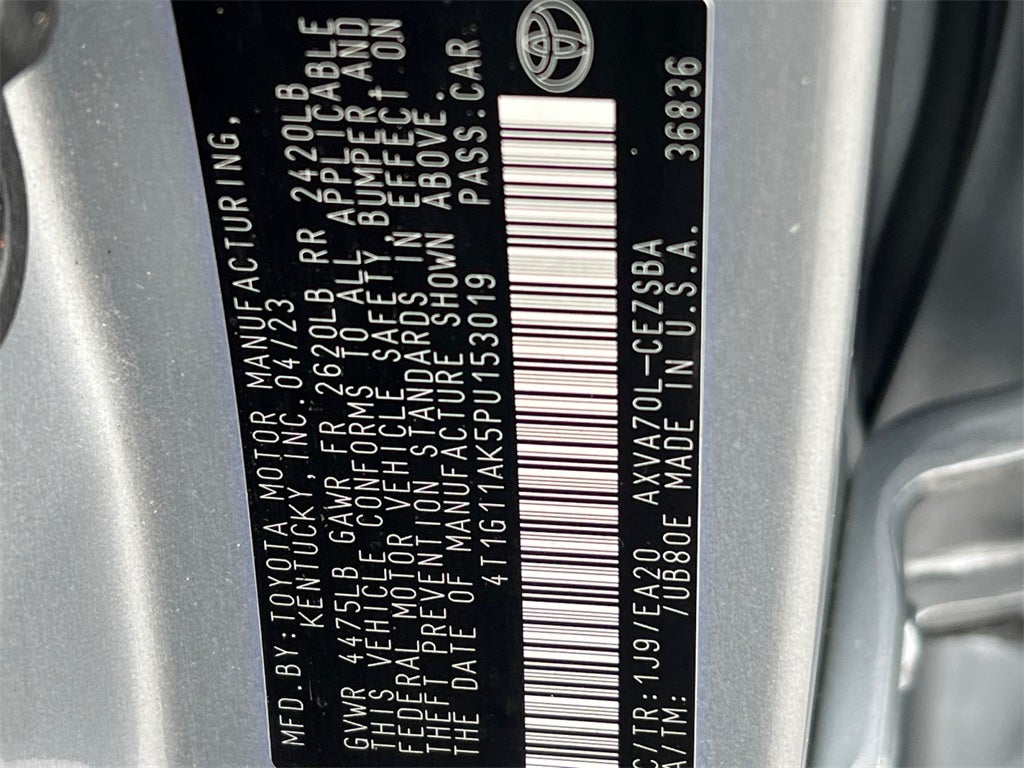 MFD.BY:TOYOTA MOTOR MANUFACTURING,
KENTUCKY, INC.04/23
GVWR 4475LB GAWR FR 2620LB RR 2420LB
THIS VEHICLE CONFORMS TO ALL APPLICABLE
FEDERAL MOTOR VEHICLE SAFETY, BUMPER, AND
THEFT PREVENTION STANDARDS IN EFFECT ON
THE DATE OF MANUFACTURE SHOWN ABOVE.
4T1G11AK5PU153019 PASS.CAR
C/TR:1J9/EA20 AXVA70L-CEZSBA 36836
A/TM: /UB80E MADE IN U.S.A.